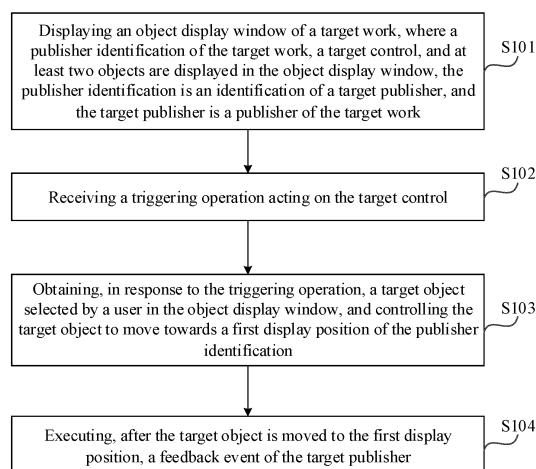 Displaying an object display window of a target work, where a
publisher identification of the target work, a target control, and at
least two objects are displayed in the object display window, the
publisher identification is an identification of a target publisher, and
the target publisher is a publisher of the target work
S101
Receiving a triggering operation acting on the target control
S102
Obtaining, in response to the triggering operation, a target object
selected by a user in the object display window, and controlling the
target object to move towards a first display position of the publisher
identification
S103
Executing, after the target object is moved to the first display
position, a feedback event of the target publisher
S104